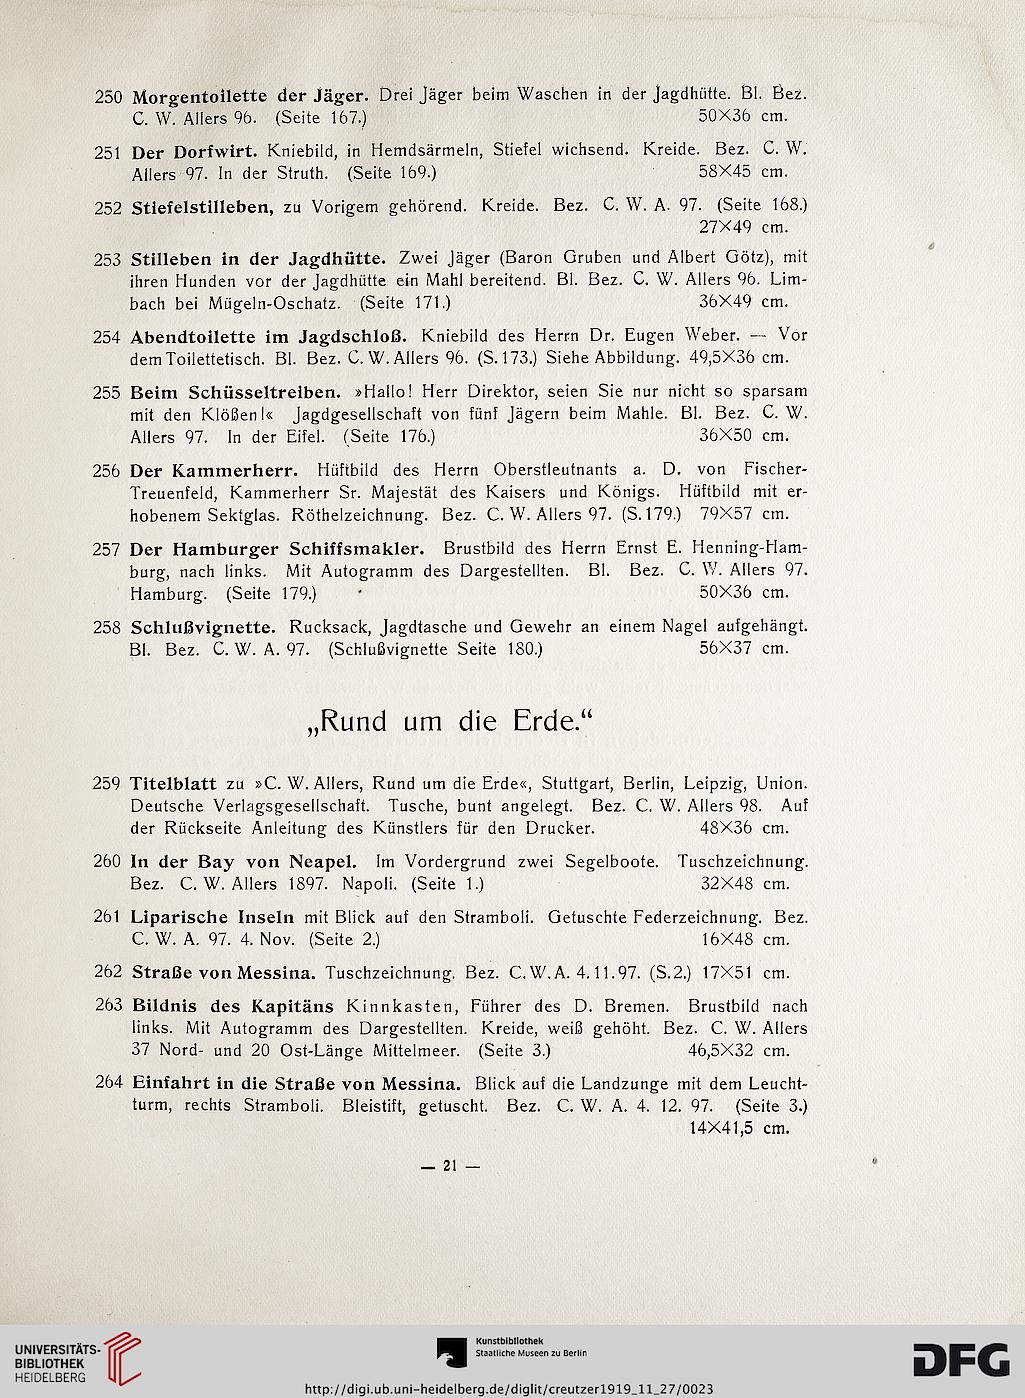 250 Morgentoilette der Jäger. Drei Jäger beim Waschen in der Jagdhütte. Bl. Bez.
C. W. Allers 96. (Seite 167.) 50×36 cm.
251 Der Dorfwirt. Kniebild, in Hemdsärmeln, Stiefel wichsend. Kreide. Bez. C. W.
Allers 97. In der Struth. (Seite 169.) 58×45 cm.
252 Stiefelstilleben, zu Vorigem gehörend. Kreide. Bez. C. W. A. 97. (Seite 168.)
27×49 cm.
253 Stilleben in der Jagdhütte. Zwei Jäger (Baron Gruben und Albert Götz), mit
ihren Hunden vor der Jagdhütte ein Mahl bereitend. Bl. Bez. C. W. Allers 96. Lim-
bach bei Mügeln-Oschatz. (Seite 171.) 36×49 cm.
254 Abendtoilette im Jagdschloß. Kniebild des Herrn Dr. Eugen Weber. — Vor
dem Toilettetisch. Bl. Bez. C. W. Allers 96. (S. 173.) Siehe Abbildung. 49,5×36 cm.
255 Beim Schüsseltreiben. »Hallo! Herr Direktor, seien Sie nur nicht so sparsam
mit den Klößen!« Jagdgesellschaft von fünf Jägern beim Mahle. Bl. Bez. C. W.
Allers 97. In der Eifel. (Seite 176.) 36×50 cm.
256 Der Kammerherr. Hüftbild des Herrn Oberstleutnants a. D. von Fischer-
Treuenfeld, Kammerherr Sr. Majestät des Kaisers und Königs. Hüftbild mit er-
hobenem Sektglas. Röthelzeichnung. Bez. C. W. Allers 97. (S. 179.) 79×57 cm.
257 Der Hamburger Schiffsmakler. Brustbild des Herrn Ernst E. Henning-Ham-
burg, nach links. Mit Autogramm des Dargestellten. Bl. Bez. C. W. Allers 97.
Hamburg. (Seite 179.) 50×36 cm.
258 Schlußvignette. Rucksack, Jagdtasche und Gewehr an einem Nagel aufgehängt.
Bl. Bez. C. W. A. 97. (Schlußvignette Seite 180.) 56×37 cm.
„Rund um die Erde.“
259 Titelblatt zu »C. W. Allers, Rund um die Erde«, Stuttgart, Berlin, Leipzig, Union.
Deutsche Verlagsgesellschaft. Tusche, bunt angelegt. Bez. C. W. Allers 98. Auf
der Rückseite Anleitung des Künstlers für den Drucker. 48×36 cm.
260 In der Bay von Neapel. Im Vordergrund zwei Segelboote. Tuschzeichnung.
Bez. C. W. Allers 1897. Napoli. (Seite 1.) 32×48 cm.
261 Liparische Inseln mit Blick auf den Stramboli. Getuschte Federzeichnung. Bez.
C. W. A. 97. 4. Nov. (Seite 2.) 16×48 cm.
262 Straße von Messina. Tuschzeichnung. Bez. C. W. A. 4. 11. 97. (S. 2.) 17×51 cm.
263 Bildnis des Kapitäns Kinnkasten, Führer des D. Bremen. Brustbild nach
links. Mit Autogramm des Dargestellten. Kreide, weiß gehöht. Bez. C. W. Allers
37 Nord- und 20 Ost-Länge Mittelmeer. (Seite 3.) 46,5×32 cm.
264 Einfahrt in die Straße von Messina. Blick auf die Landzunge mit dem Leucht-
turm, rechts Stramboli. Bleistift, getuscht. Bez. C. W. A. 4. 12. 97. (Seite 3.)
14×41,5 cm.
— 21 —
UNIVERSITÄTS-
BIBLIOTHEK
HEIDELBERG
Kunstbibliothek
Staatliche Museen zu Berlin
DFG
http://digi.ub.uni-heidelberg.de/diglit/creutzer1919_11_27/0023